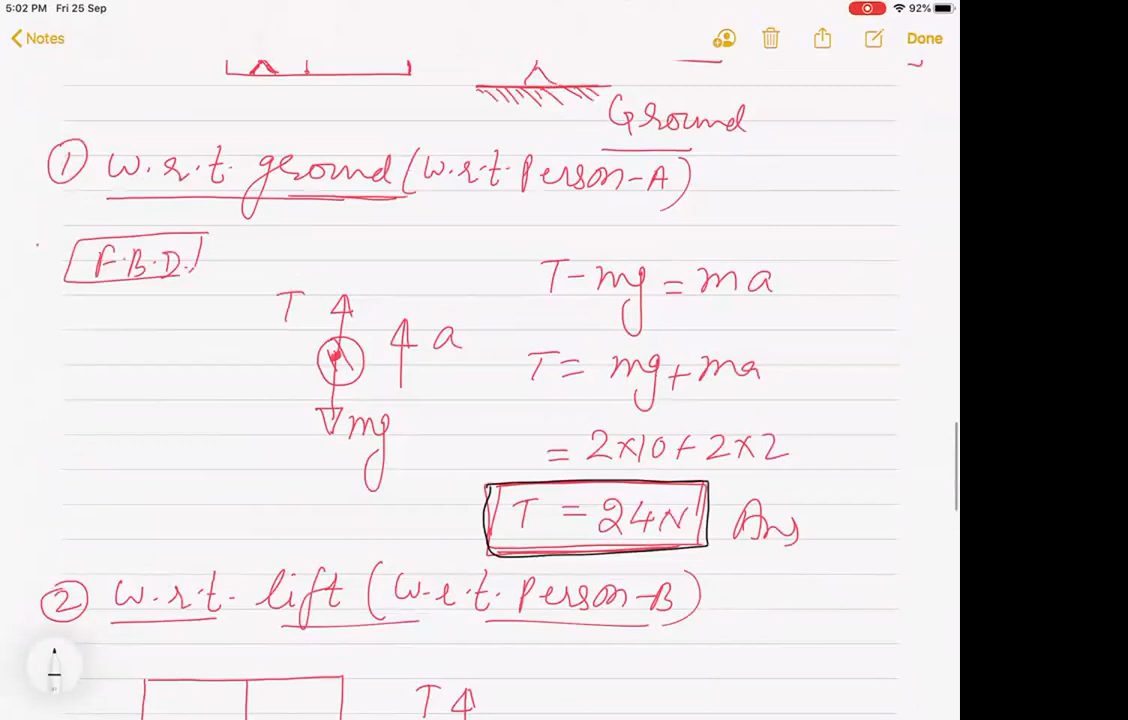 5:02 PM Fri 25 Sep
92%
Notes
Done
Ground
① w.r.t. ground (w.r.t. Person-A)
F.B.D.
T
a
mg
T - mg = ma
T = mg + ma
= 2×10 + 2×2
T = 24N Ans
② w.r.t. lift (w.r.t. Person-B)
T